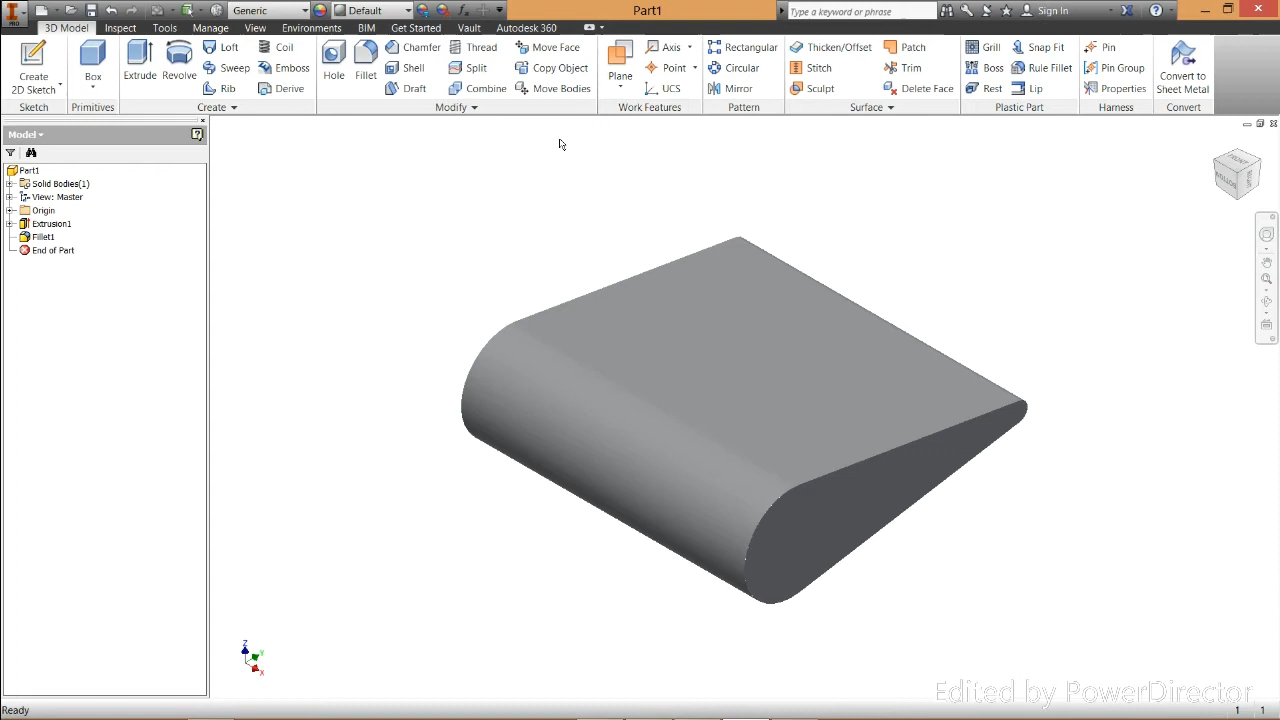 PRO Generic Default Part1 Type a keyword or phrase Sign In
3D Model Inspect Tools Manage View Environments BIM Get Started Vault Autodesk 360
Create 2D Sketch Box Extrude Revolve Loft Sweep Rib Coil Emboss Derive Hole Fillet Chamfer Shell Draft Thread Split Combine Move Face Copy Object Move Bodies Plane Axis Point UCS Rectangular Circular Mirror Thicken/Offset Stitch Sculpt Patch Trim Delete Face Grill Boss Rest Snap Fit Rule Fillet Lip Pin Pin Group Properties Convert to Sheet Metal
Sketch Primitives Create Modify Work Features Pattern Surface Plastic Part Harness Convert
Model
Part1
Solid Bodies(1)
View: Master
Origin
Extrusion1
Fillet1
End of Part
FRONT
BOTTOM
Z
Y
X
Edited by PowerDirector
Ready 1 1